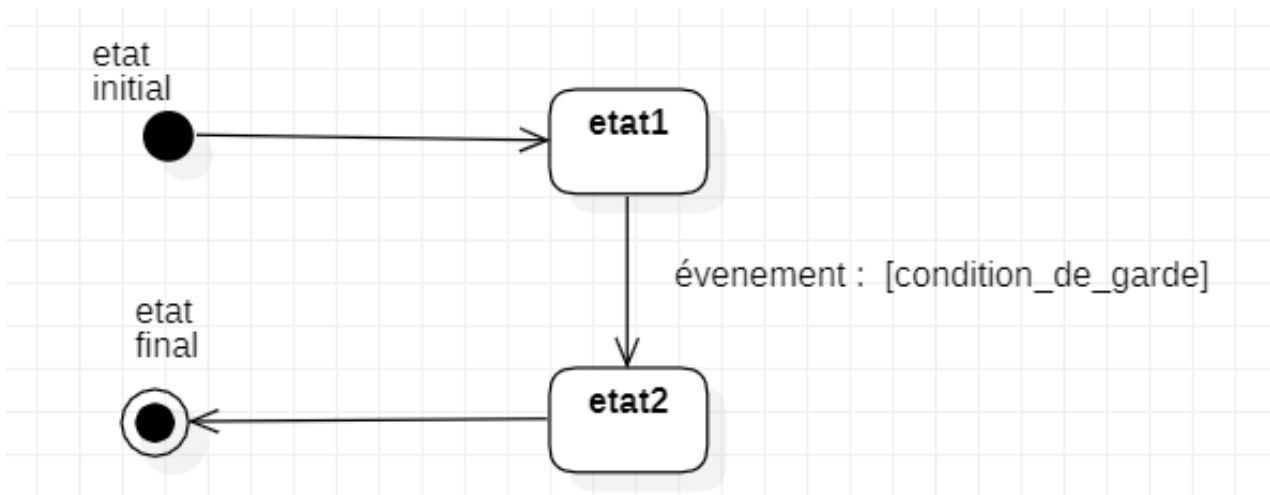 etat
initial
etat1
évenement :  [condition_de_garde]
etat
final
etat2